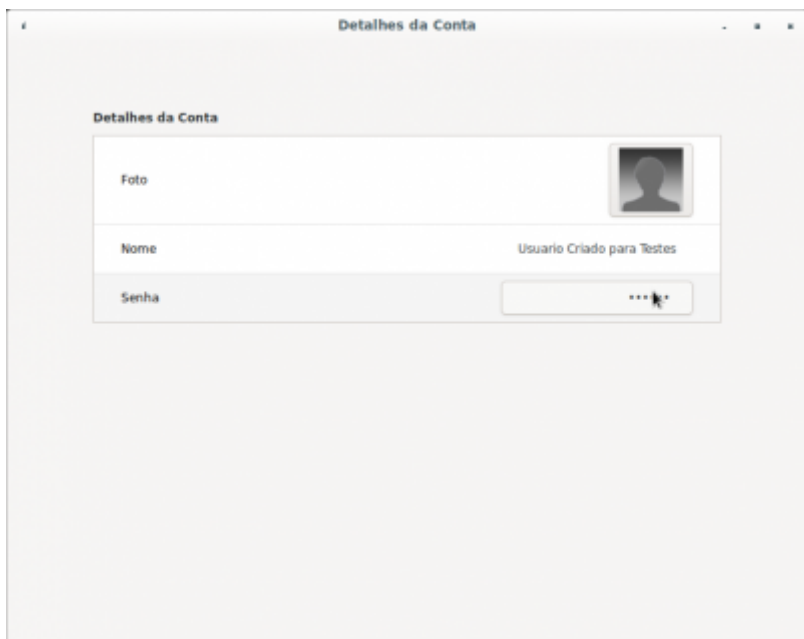 Detalhes da Conta
Detalhes da Conta
Foto
Nome Usuario Criado para Testes
Senha